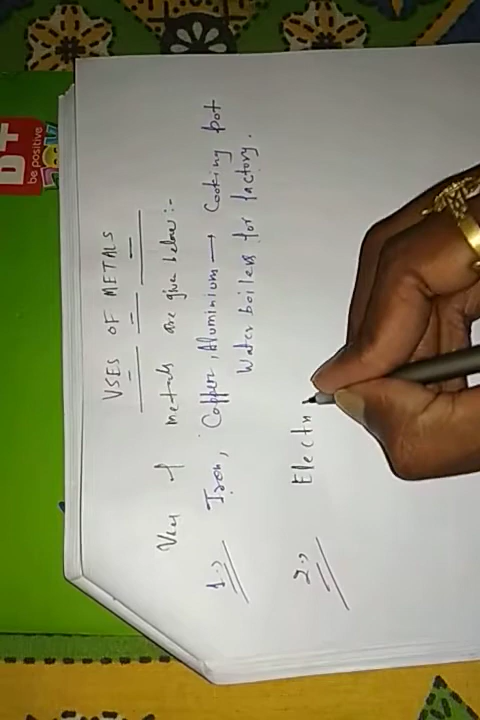 B+
be positive
USES OF METALS
Uses of metals are given below:-
1.) Iron, Copper, Aluminium → Cooking pot
Water boilers for factory.
2.) Electr